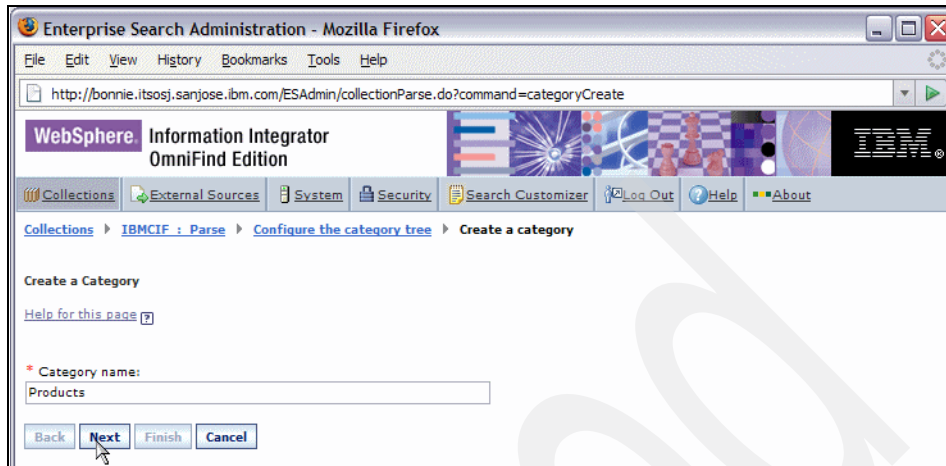 Enterprise Search Administration - Mozilla Firefox
File Edit View History Bookmarks Tools Help
http://bonnie.itsosj.sanjose.ibm.com/ESAdmin/collectionParse.do?command=categoryCreate
WebSphere. Information Integrator
OmniFind Edition
IBM®
Collections External Sources System Security Search Customizer Log Out Help About
Collections IBMCIF : Parse Configure the category tree Create a category
Create a Category
Help for this page ?
* Category name:
Products
Back Next Finish Cancel